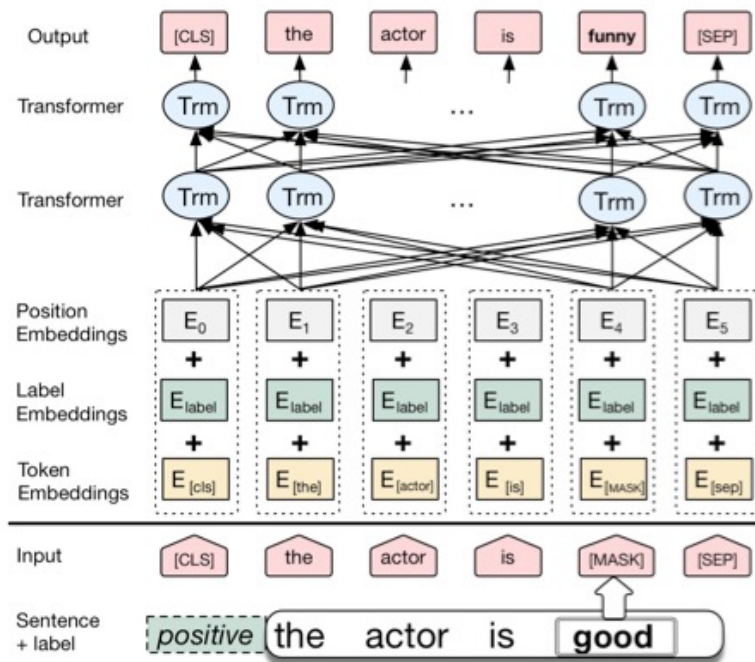 Output [CLS] the actor is funny [SEP]
Transformer Trm Trm ... Trm Trm
Transformer Trm Trm ... Trm Trm
Position Embeddings E0 E1 E2 E3 E4 E5
+ + + + + +
Label Embeddings Elabel Elabel Elabel Elabel Elabel Elabel
+ + + + + +
Token Embeddings E[cls] E[the] E[actor] E[is] E[MASK] E[sep]
Input [CLS] the actor is [MASK] [SEP]
Sentence + label positive the actor is good